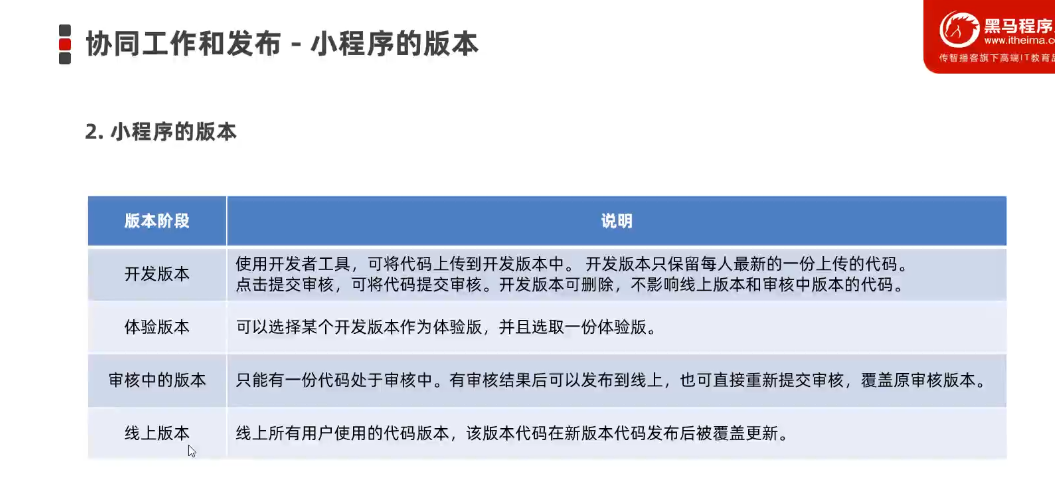 协同工作和发布 - 小程序的版本
黑马程序
www.itheima.c
传智播客旗下高端IT教育
2. 小程序的版本
版本阶段
说明
开发版本
使用开发者工具，可将代码上传到开发版本中。 开发版本只保留每人最新的一份上传的代码。
点击提交审核，可将代码提交审核。开发版本可删除，不影响线上版本和审核中版本的代码。
体验版本
可以选择某个开发版本作为体验版，并且选取一份体验版。
审核中的版本
只能有一份代码处于审核中。有审核结果后可以发布到线上，也可直接重新提交审核，覆盖原审核版本。
线上版本
线上所有用户使用的代码版本，该版本代码在新版本代码发布后被覆盖更新。